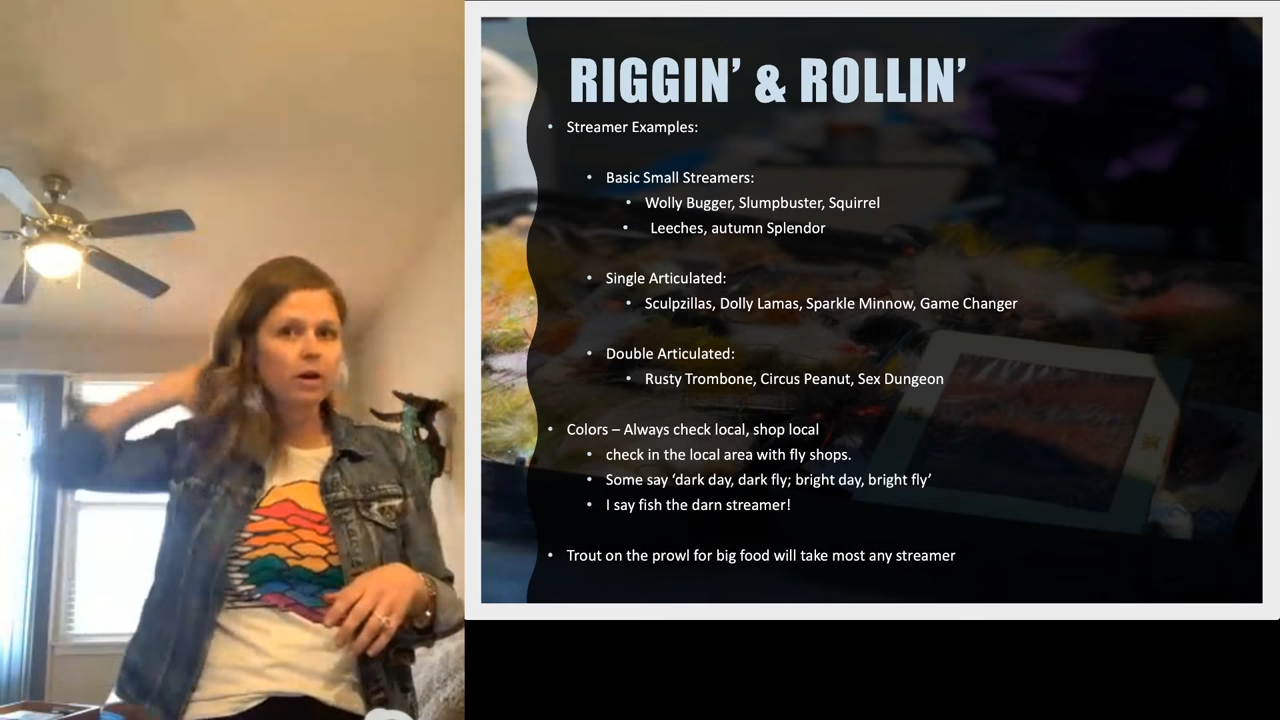 RIGGIN’ & ROLLIN’
• Streamer Examples:
• Basic Small Streamers:
• Wolly Bugger, Slumpbuster, Squirrel
• Leeches, autumn Splendor
• Single Articulated:
• Sculpzillas, Dolly Lamas, Sparkle Minnow, Game Changer
• Double Articulated:
• Rusty Trombone, Circus Peanut, Sex Dungeon
• Colors – Always check local, shop local
• check in the local area with fly shops.
• Some say ‘dark day, dark fly; bright day, bright fly’
• I say fish the darn streamer!
• Trout on the prowl for big food will take most any streamer